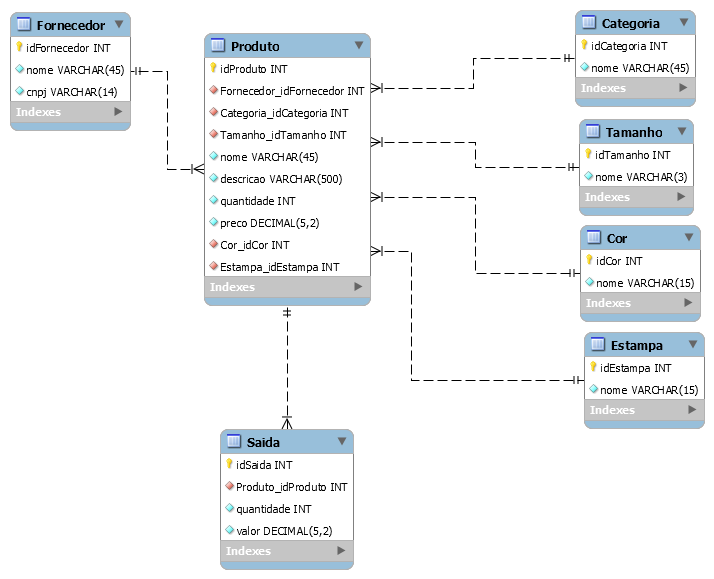 Fornecedor
idFornecedor INT
nome VARCHAR(45)
cnpj VARCHAR(14)
Indexes
Produto
idProduto INT
Fornecedor_idFornecedor INT
Categoria_idCategoria INT
Tamanho_idTamanho INT
nome VARCHAR(45)
descricao VARCHAR(500)
quantidade INT
preco DECIMAL(5,2)
Cor_idCor INT
Estampa_idEstampa INT
Indexes
Categoria
idCategoria INT
nome VARCHAR(45)
Indexes
Tamanho
idTamanho INT
nome VARCHAR(3)
Indexes
Cor
idCor INT
nome VARCHAR(15)
Indexes
Estampa
idEstampa INT
nome VARCHAR(15)
Indexes
Saida
idSaida INT
Produto_idProduto INT
quantidade INT
valor DECIMAL(5,2)
Indexes